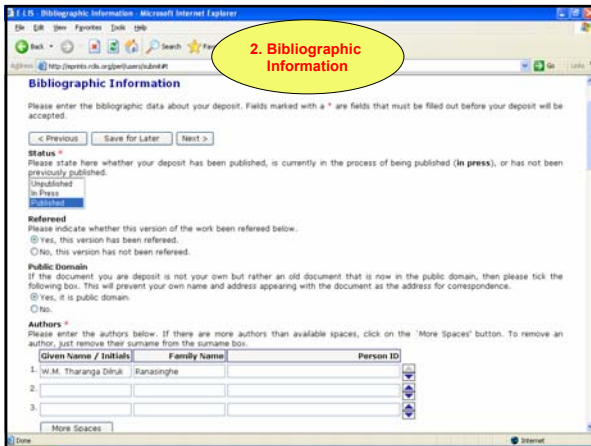 E-LIS - Bibliographic Information - Microsoft Internet Explorer
File Edit View Favorites Tools Help
Back Search
2. Bibliographic
Information
Address http://eprints.rclis.org/perl/users/submit#t Go Links
Bibliographic Information
Please enter the bibliographic data about your deposit. Fields marked with a * are fields that must be filled out before your deposit will be
accepted.
< Previous Save for Later Next >
Status *
Please state here whether your deposit has been published, is currently in the process of being published (in press), or has not been
previously published.
Unpublished
In Press
Published
Refereed
Please indicate whether this version of the work been refereed below.
Yes, this version has been refereed.
No, this version has not been refereed.
Public Domain
If the document you are deposit is not your own but rather an old document that is now in the public domain, then please tick the
following box. This will prevent your own name and address appearing with the document as the address for correspondence.
Yes, it is public domain.
No.
Authors *
Please enter the authors below. If there are more authors than available spaces, click on the `More Spaces' button. To remove an
author, just remove their surname from the surname box.
Given Name / Initials Family Name Person ID
1. W.M. Tharanga Dilruk Ranasinghe
2.
3.
More Spaces
Done Internet